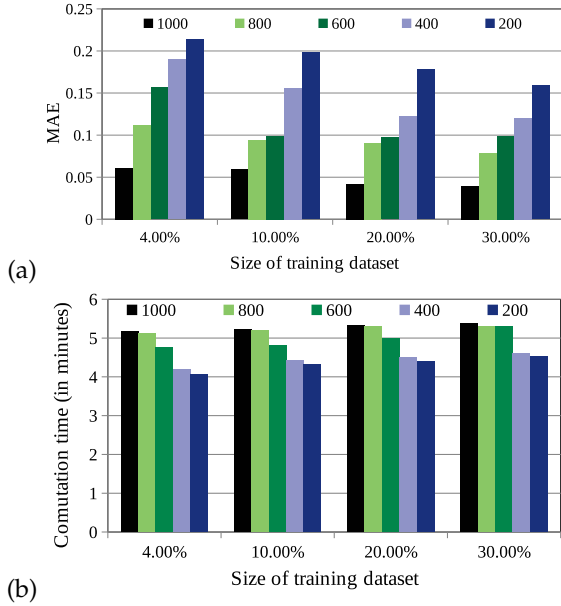 0.25
1000 800 600 400 200
0.2
0.15
0.1
0.05
0
MAE
4.00% 10.00% 20.00% 30.00%
Size of training dataset
(a)
6
1000 800 600 400 200
5
4
3
2
1
0
Comutation time (in minutes)
4.00% 10.00% 20.00% 30.00%
Size of training dataset
(b)